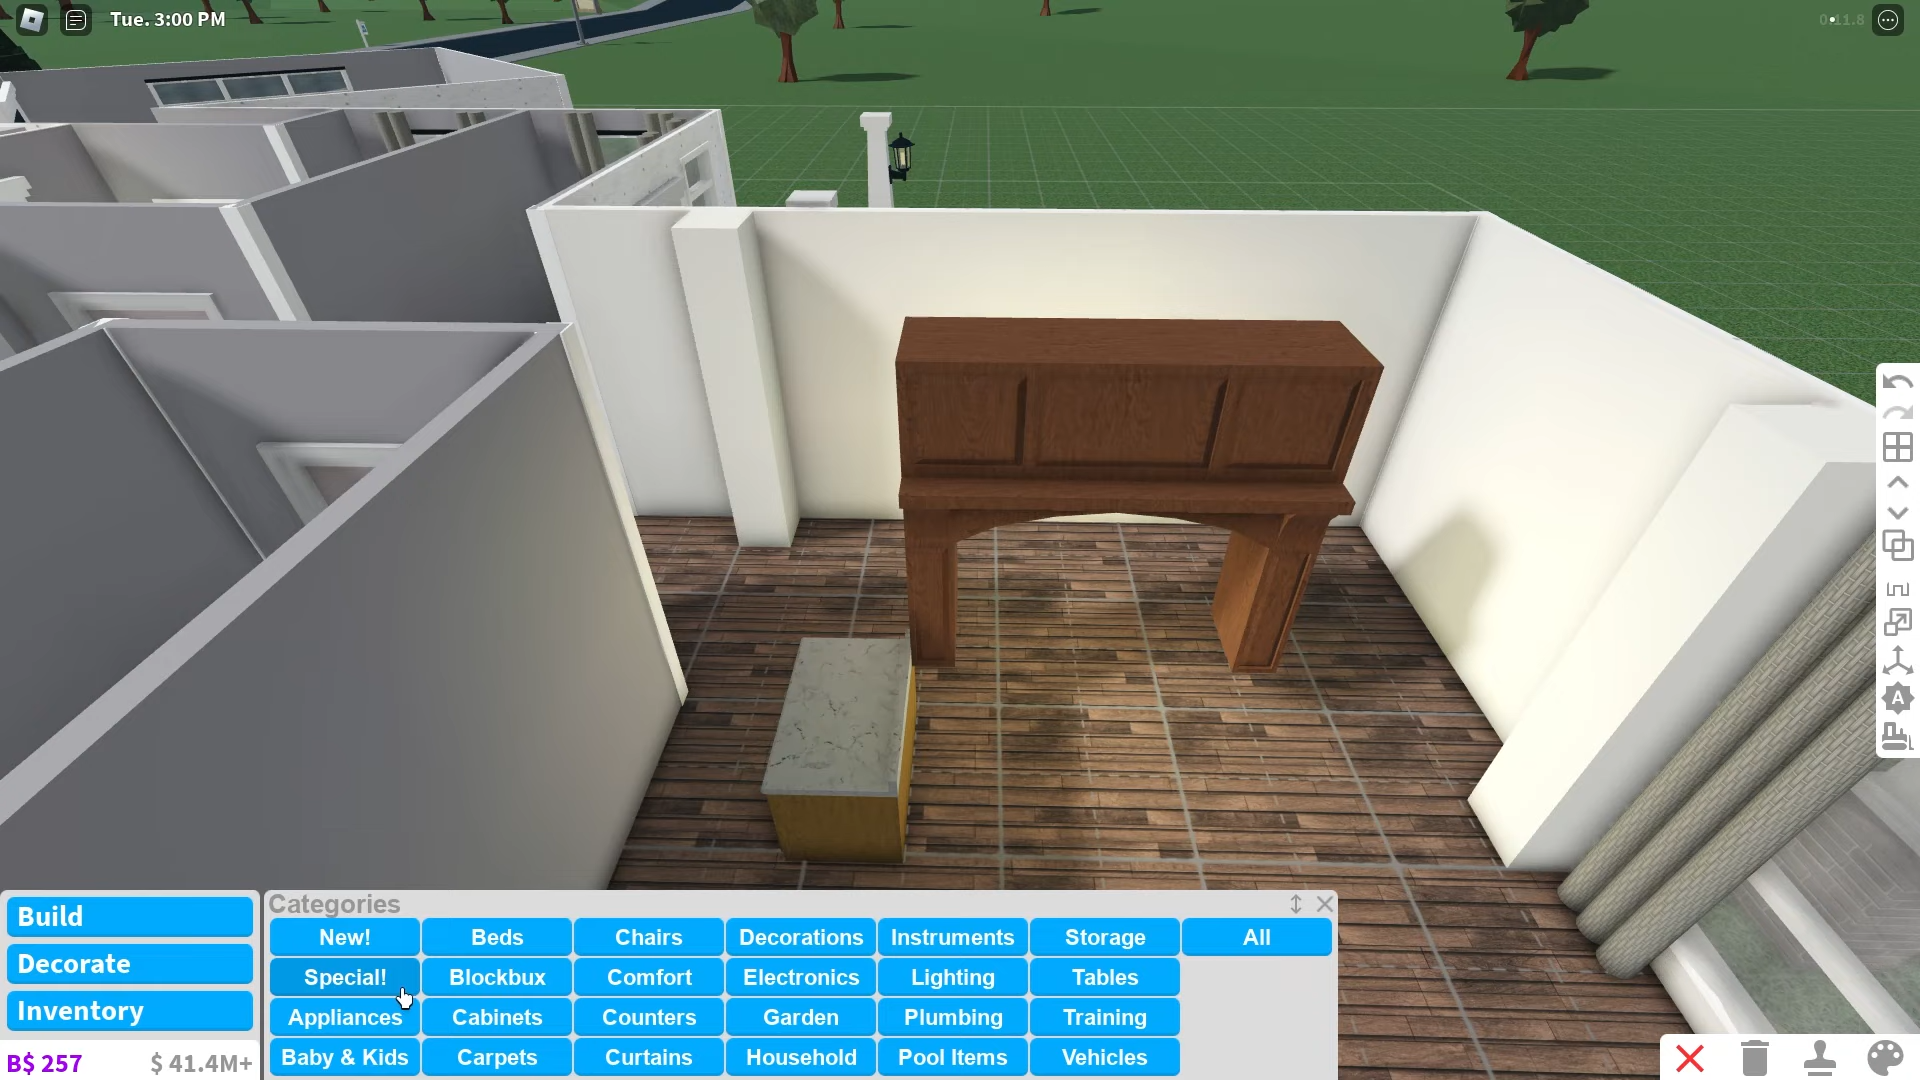 Tue. 3:00 PM
A
Build
Decorate
Inventory
B$ 257
$ 41.4M+
Categories
New! Beds Chairs Decorations Instruments Storage All
Special! Blockbux Comfort Electronics Lighting Tables
Appliances Cabinets Counters Garden Plumbing Training
Baby & Kids Carpets Curtains Household Pool Items Vehicles